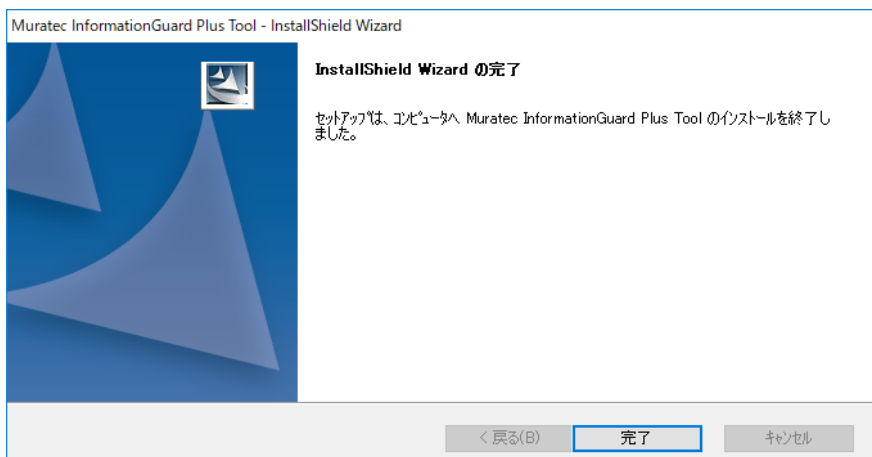 Muratec InformationGuard Plus Tool - InstallShield Wizard
InstallShield Wizard の完了
セットアップは、コンピュータへ Muratec InformationGuard Plus Tool のインストールを終了し
ました。
< 戻る(B)
完了
キャンセル